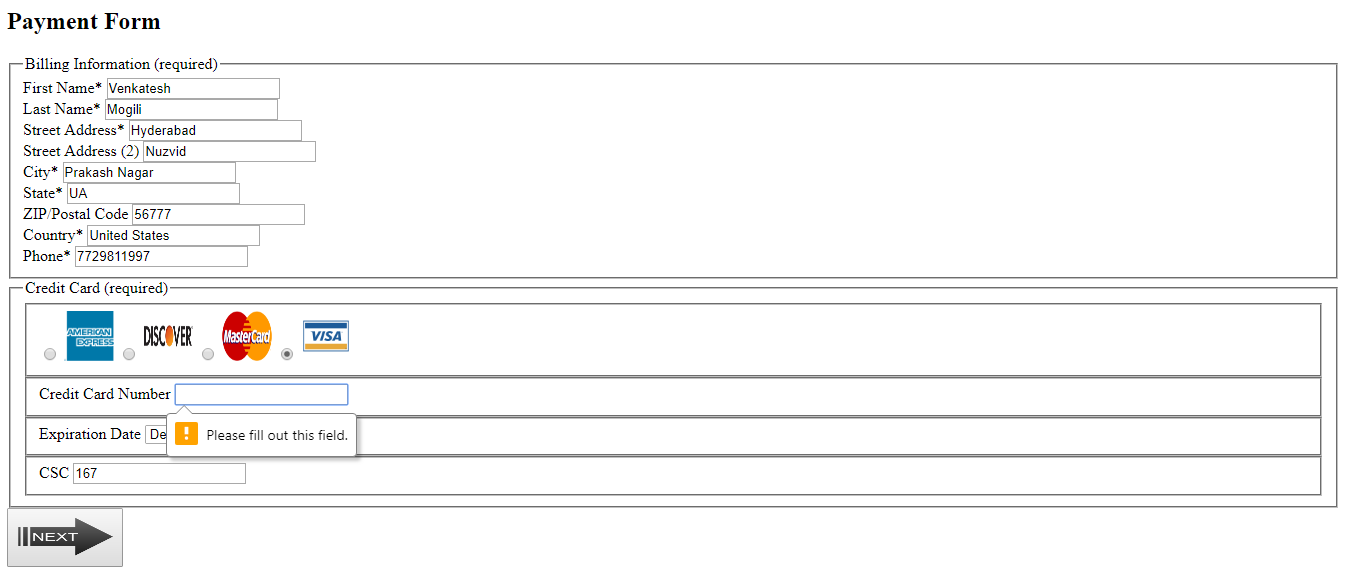 Payment Form
Billing Information (required)
First Name* Venkatesh
Last Name* Mogili
Street Address* Hyderabad
Street Address (2) Nuzvid
City* Prakash Nagar
State* UA
ZIP/Postal Code 56777
Country* United States
Phone* 7729811997
Credit Card (required)
AMERICAN EXPRESS DISCOVER MasterCard VISA
Credit Card Number
Please fill out this field.
Expiration Date De
CSC 167
NEXT